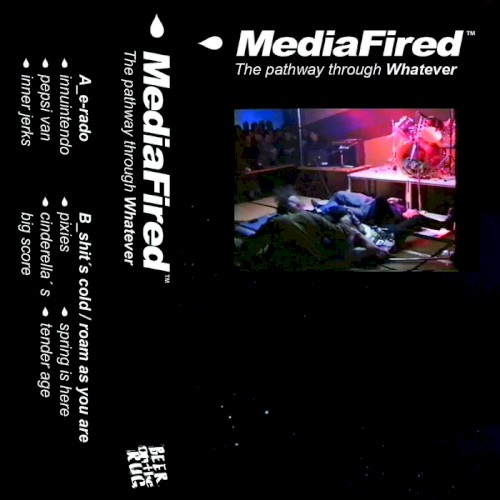 MediaFired™
The pathway through Whatever
MediaFired™
The pathway through Whatever
A_e-rado
innuintendo
pepsi van
inner jerks
B_shit´s cold / roam as you are
pixies
spring is here
cinderella´s
big score
tender age
BEER
ON THE
RUG